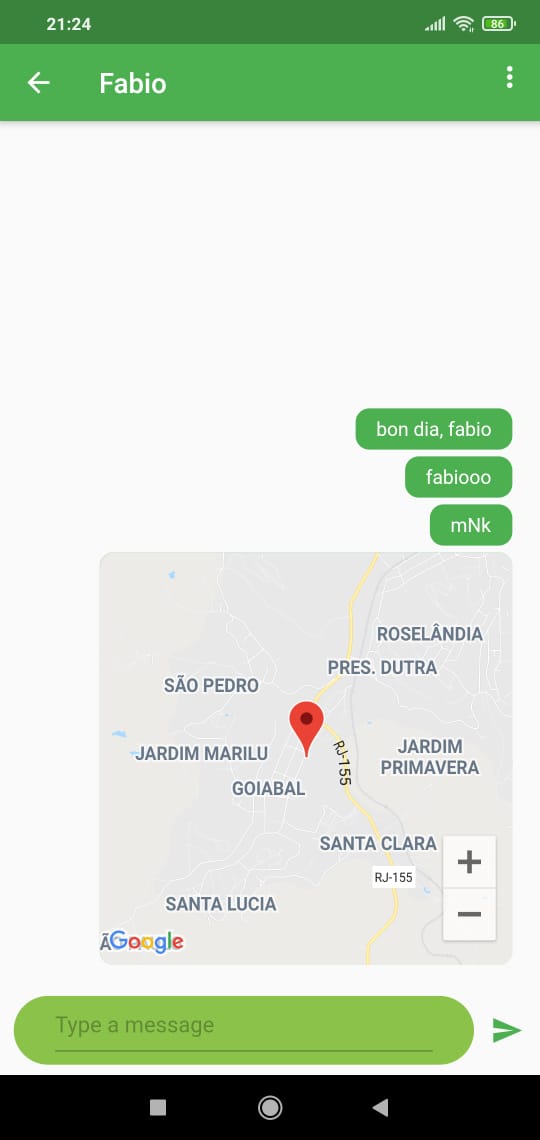 21:24
86
Fabio
bon dia, fabio
fabiooo
mNk
ROSELÂNDIA
PRES. DUTRA
SÃO PEDRO
JARDIM MARILU
JARDIM
PRIMAVERA
RJ-155
GOIABAL
SANTA CLARA
RJ-155
SANTA LUCIA
Google
Type a message